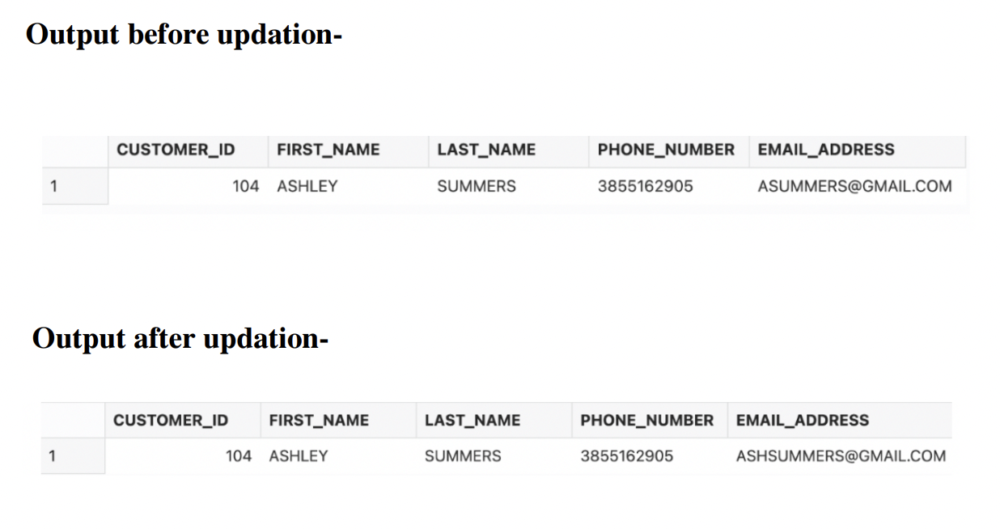 Output before updation-
CUSTOMER_ID FIRST_NAME LAST_NAME PHONE_NUMBER EMAIL_ADDRESS
1 104 ASHLEY SUMMERS 3855162905 ASUMMERS@GMAIL.COM
Output after updation-
CUSTOMER_ID FIRST_NAME LAST_NAME PHONE_NUMBER EMAIL_ADDRESS
1 104 ASHLEY SUMMERS 3855162905 ASHSUMMERS@GMAIL.COM